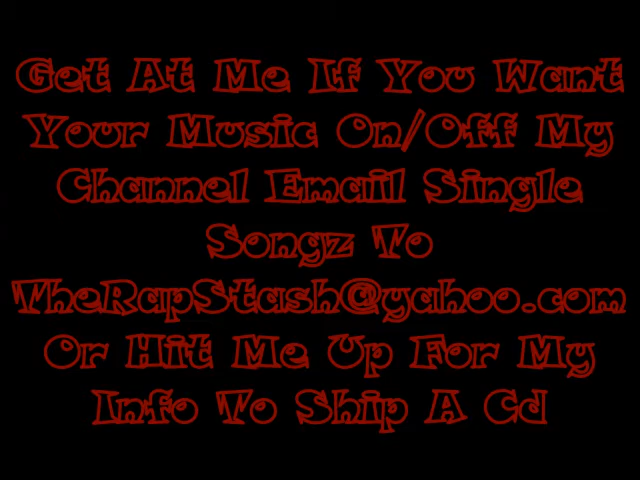 Get At Me If You Want
Your Music On/Off My
Channel Email Single
Songz To
TheRapStash@yahoo.com
Or Hit Me Up For My
Info To Ship A Cd